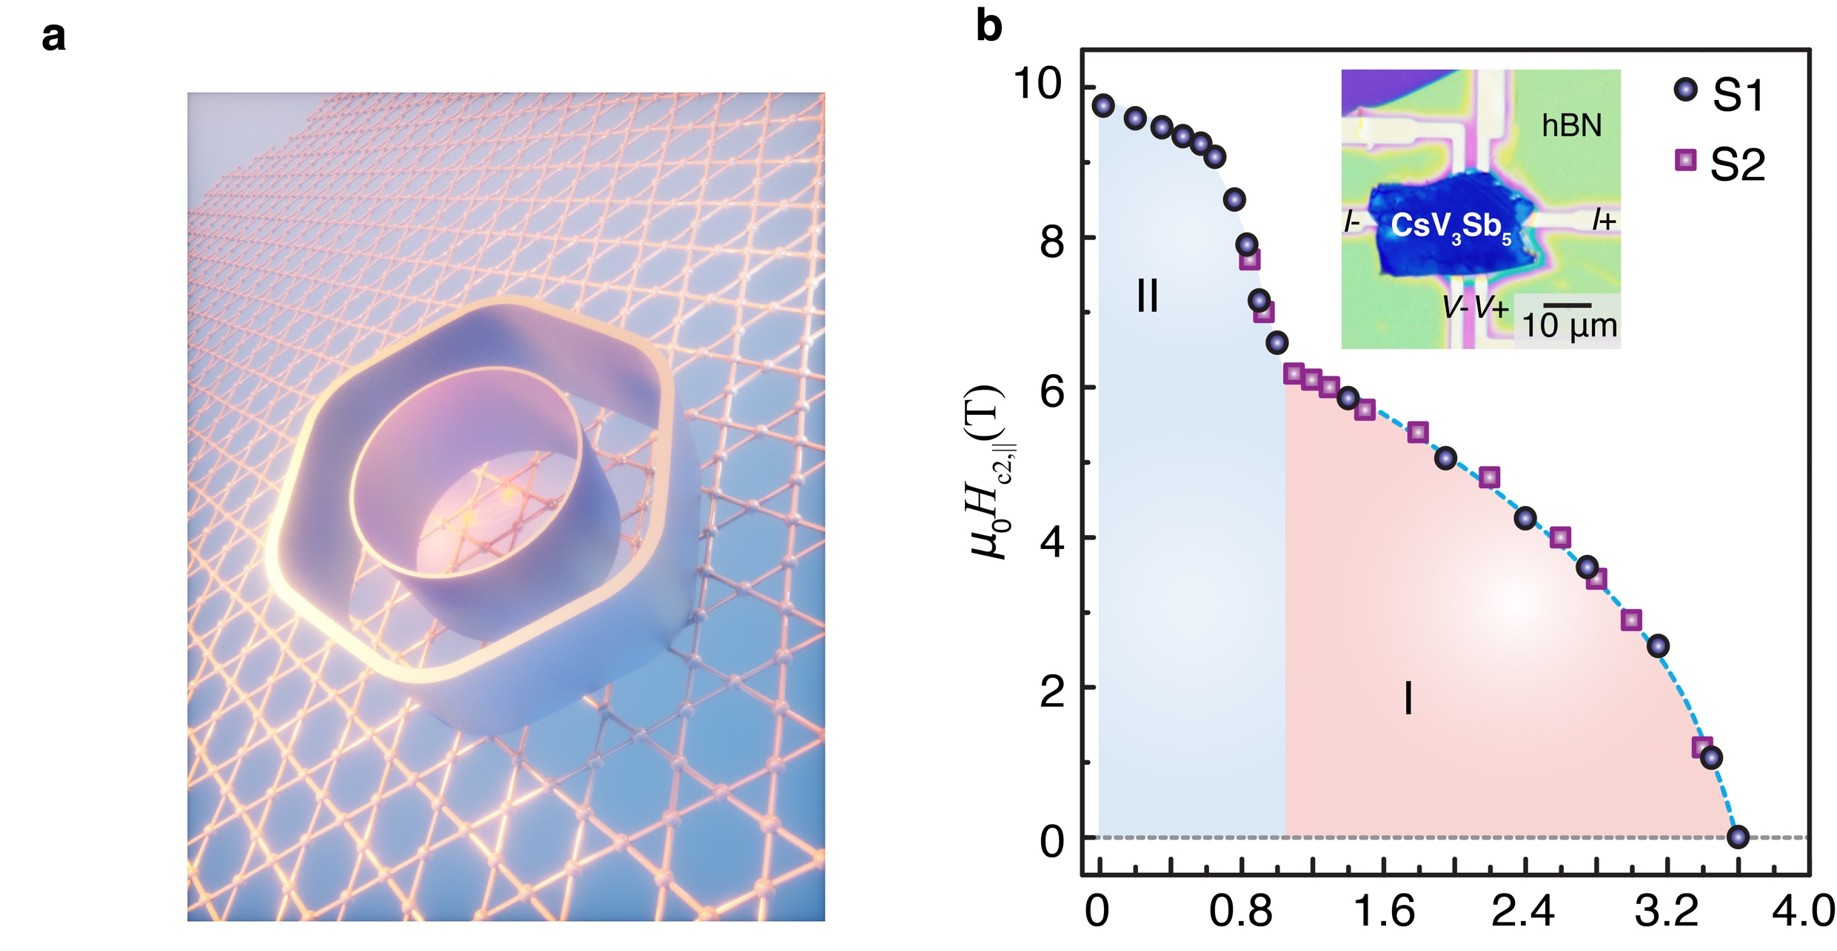 a
b
10
8
6
4
2
0
μ₀H_c2,||(T)
II
I
hBN
CsV₃Sb₅
I-
I+
V- V+
10 μm
S1
S2
0 0.8 1.6 2.4 3.2 4.0